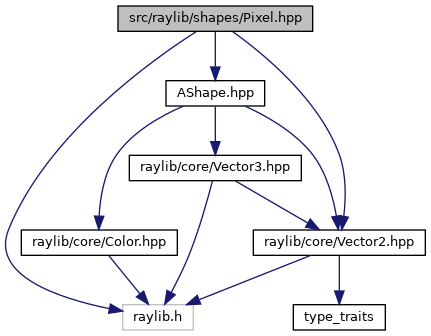 src/raylib/shapes/Pixel.hpp
AShape.hpp
raylib/core/Vector3.hpp
raylib/core/Color.hpp
raylib/core/Vector2.hpp
raylib.h
type_traits